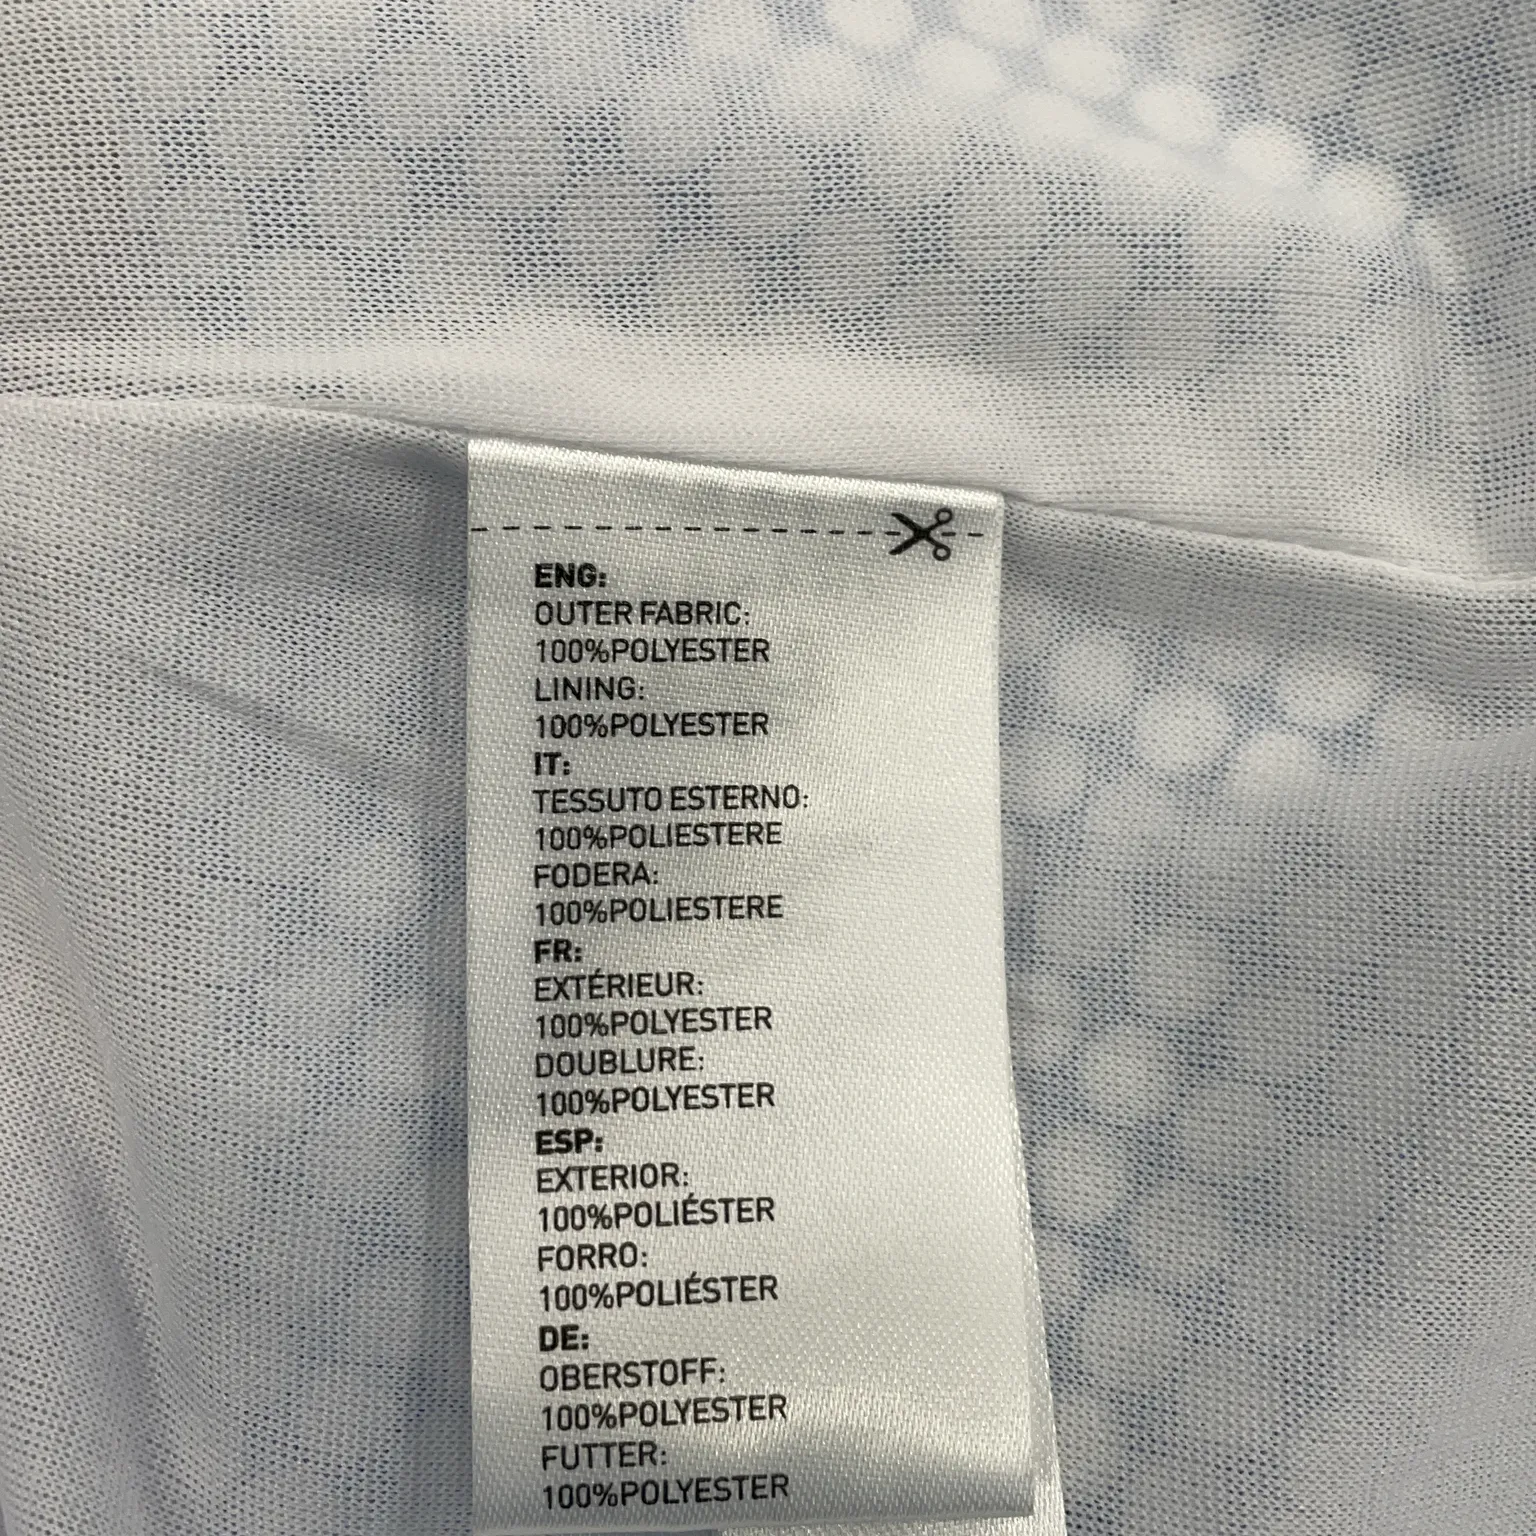 ENG:
OUTER FABRIC:
100%POLYESTER
LINING:
100%POLYESTER
IT:
TESSUTO ESTERNO:
100%POLIESTERE
FODERA:
100%POLIESTERE
FR:
EXTÉRIEUR:
100%POLYESTER
DOUBLURE:
100%POLYESTER
ESP:
EXTERIOR:
100%POLIÉSTER
FORRO:
100%POLIÉSTER
DE:
OBERSTOFF:
100%POLYESTER
FUTTER:
100%POLYESTER